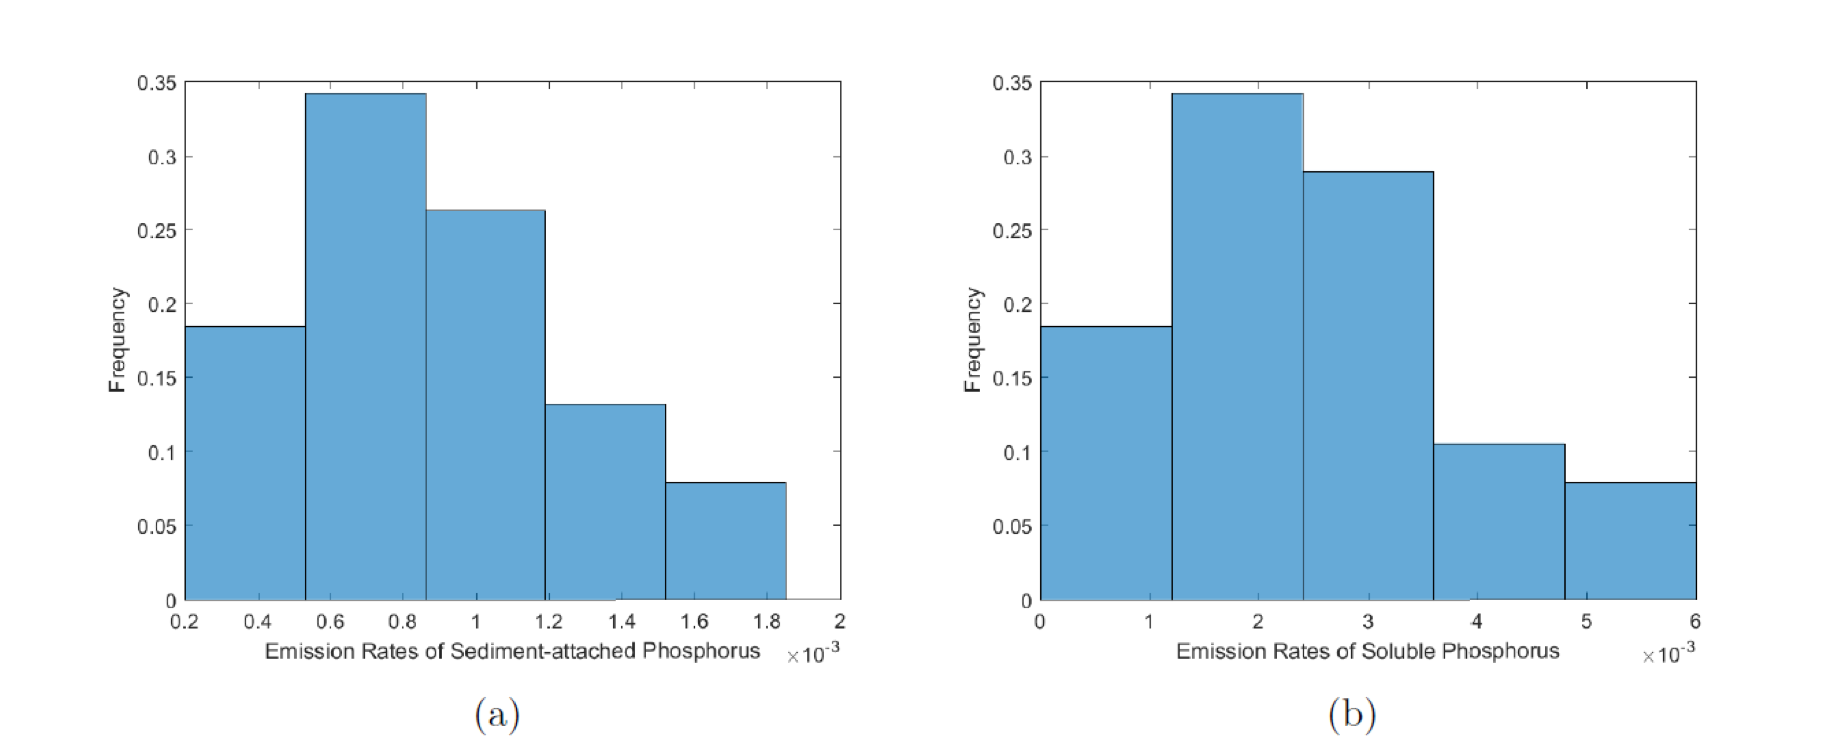 0.35
0.3
0.25
0.2
0.15
0.1
0.05
0
Frequency
0.2 0.4 0.6 0.8 1 1.2 1.4 1.6 1.8 2
Emission Rates of Sediment-attached Phosphorus ×10-3
(a)
0.35
0.3
0.25
0.2
0.15
0.1
0.05
0
Frequency
0 1 2 3 4 5 6
Emission Rates of Soluble Phosphorus ×10-3
(b)